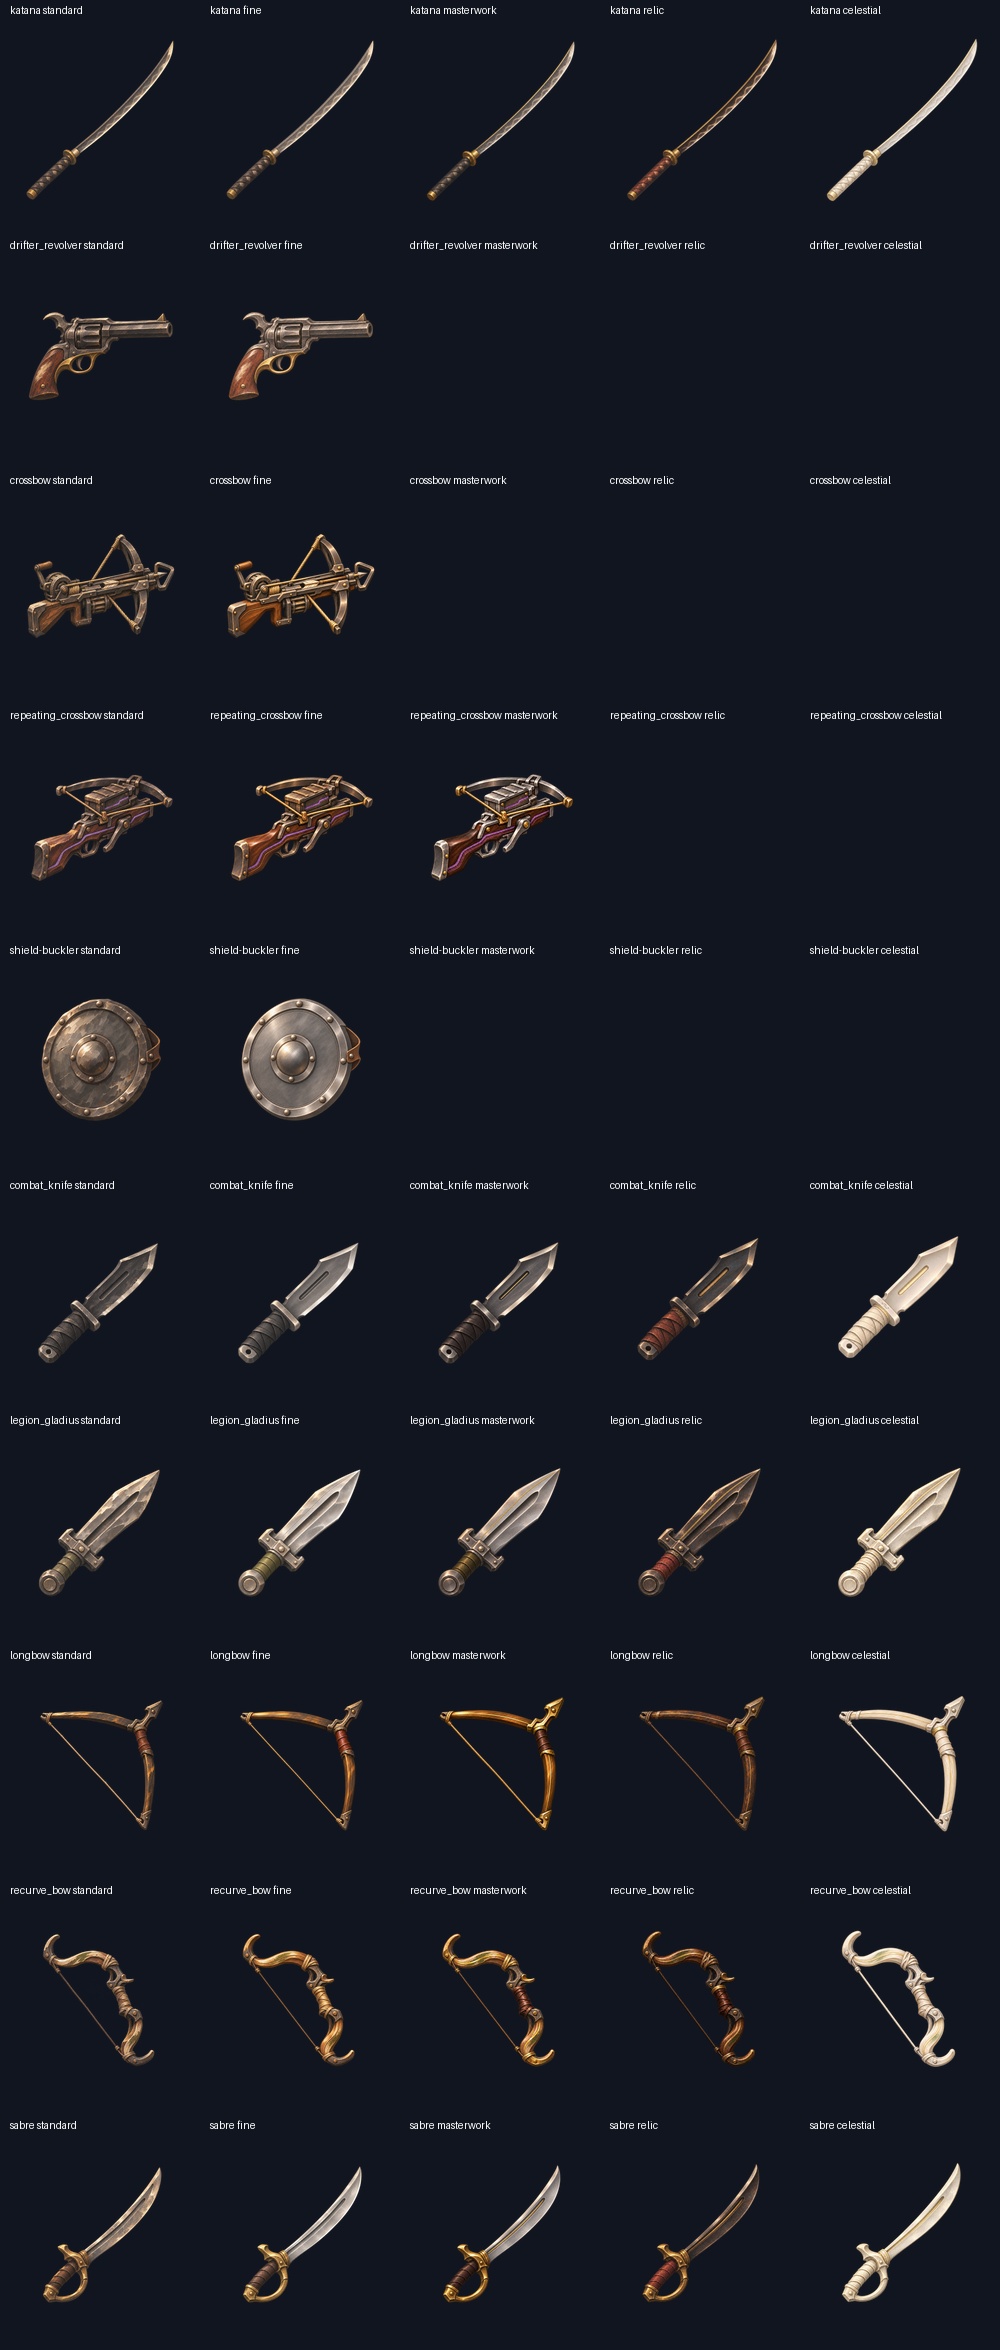 katana standard
katana fine
katana masterwork
katana relic
katana celestial
drifter_revolver standard
drifter_revolver fine
drifter_revolver masterwork
drifter_revolver relic
drifter_revolver celestial
crossbow standard
crossbow fine
crossbow masterwork
crossbow relic
crossbow celestial
repeating_crossbow standard
repeating_crossbow fine
repeating_crossbow masterwork
repeating_crossbow relic
repeating_crossbow celestial
shield-buckler standard
shield-buckler fine
shield-buckler masterwork
shield-buckler relic
shield-buckler celestial
combat_knife standard
combat_knife fine
combat_knife masterwork
combat_knife relic
combat_knife celestial
legion_gladius standard
legion_gladius fine
legion_gladius masterwork
legion_gladius relic
legion_gladius celestial
longbow standard
longbow fine
longbow masterwork
longbow relic
longbow celestial
recurve_bow standard
recurve_bow fine
recurve_bow masterwork
recurve_bow relic
recurve_bow celestial
sabre standard
sabre fine
sabre masterwork
sabre relic
sabre celestial